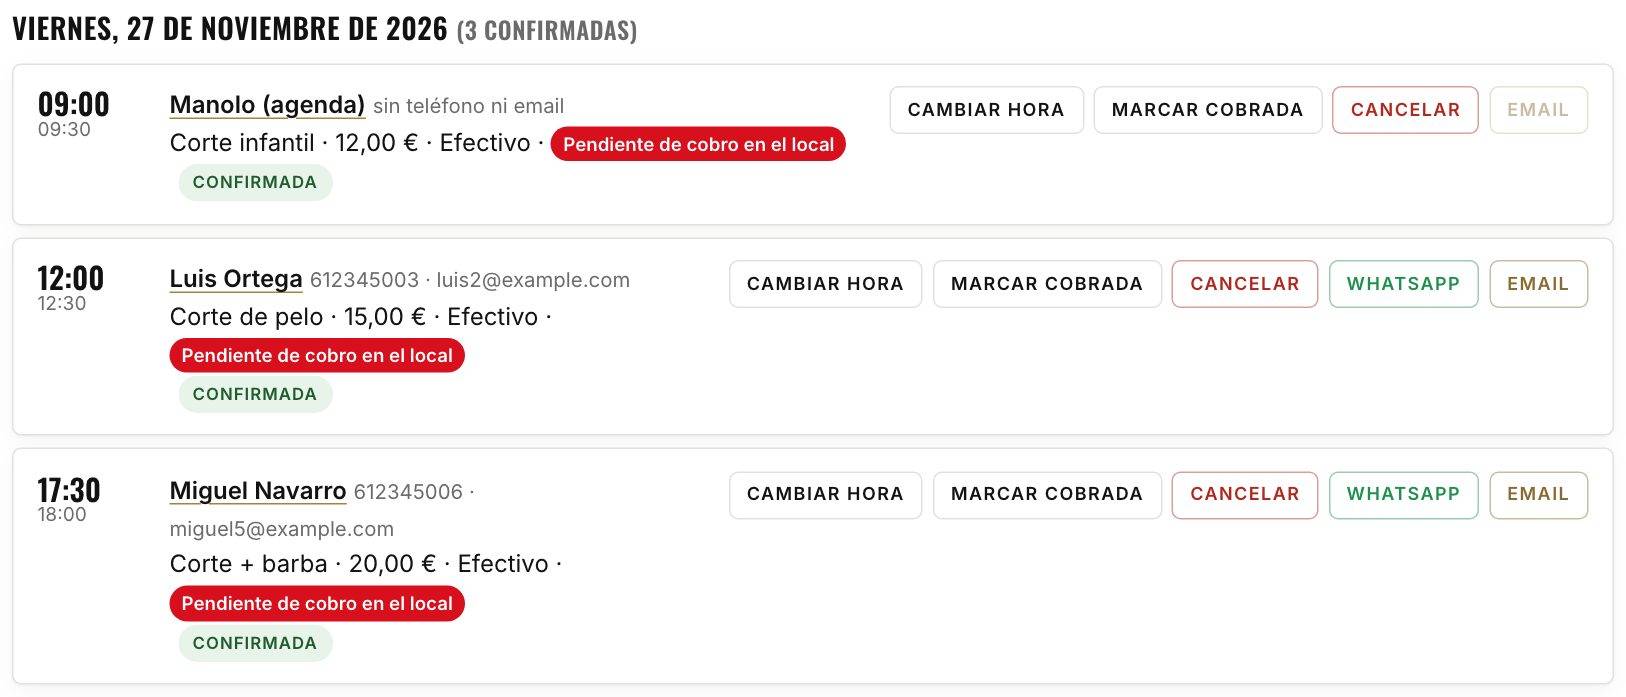 VIERNES, 27 DE NOVIEMBRE DE 2026 (3 CONFIRMADAS)
09:00
09:30
Manolo (agenda) sin teléfono ni email
Corte infantil · 12,00 € · Efectivo · Pendiente de cobro en el local
CONFIRMADA
CAMBIAR HORA MARCAR COBRADA CANCELAR EMAIL
12:00
12:30
Luis Ortega 612345003 · luis2@example.com
Corte de pelo · 15,00 € · Efectivo ·
Pendiente de cobro en el local
CONFIRMADA
CAMBIAR HORA MARCAR COBRADA CANCELAR WHATSAPP EMAIL
17:30
18:00
Miguel Navarro 612345006 ·
miguel5@example.com
Corte + barba · 20,00 € · Efectivo ·
Pendiente de cobro en el local
CONFIRMADA
CAMBIAR HORA MARCAR COBRADA CANCELAR WHATSAPP EMAIL